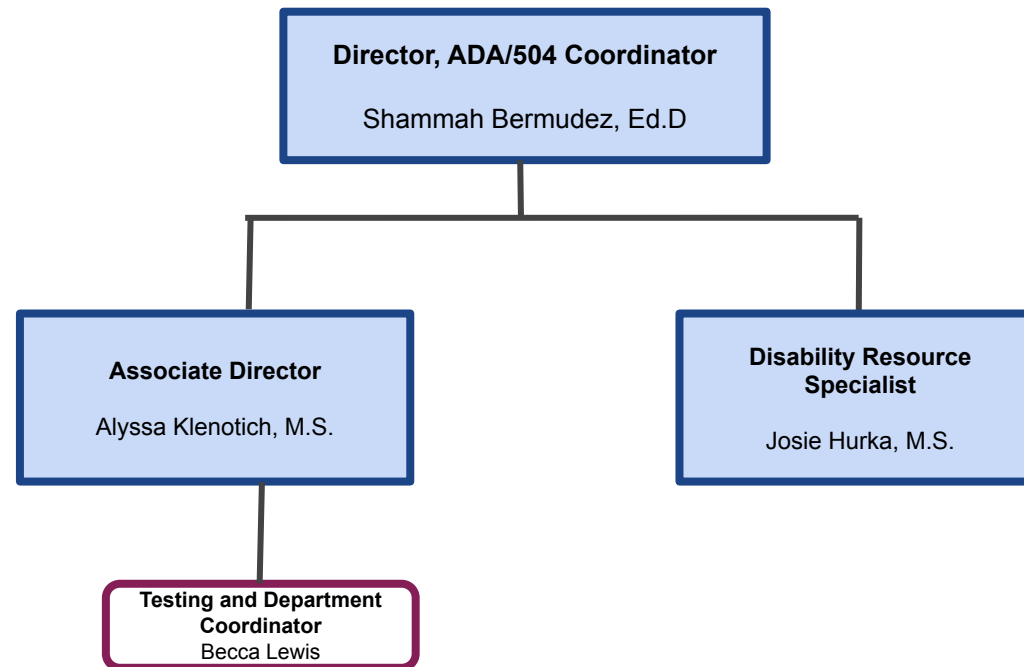 Director, ADA/504 Coordinator
Shammah Bermudez, Ed.D
Associate Director
Alyssa Klenotich, M.S.
Disability Resource
Specialist
Josie Hurka, M.S.
Testing and Department
Coordinator
Becca Lewis